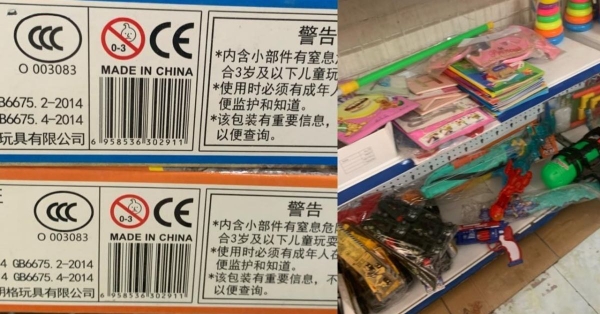 CCC
O 003083
0-3
CE
MADE IN CHINA
6 958536 302911
B6675.2-2014
B6675.4-2014
玩具有限公司
警告
*内含小部件有窒息
合3岁及以下儿童玩
*使用时必须有成年人
便监护和知道。
*该包装有重要信息,
以便查询。
CCC
O 003083
0-3
CE
MADE IN CHINA
6 958536 302911
GB6675.2-2014
4 GB6675.4-2014
朋格玩具有限公司
警告
*内含小部件有窒息危
合3岁及以下儿童玩
*使用时必须有成年人在
便监护和知道。
*该包装有重要信息,不
以便查询。